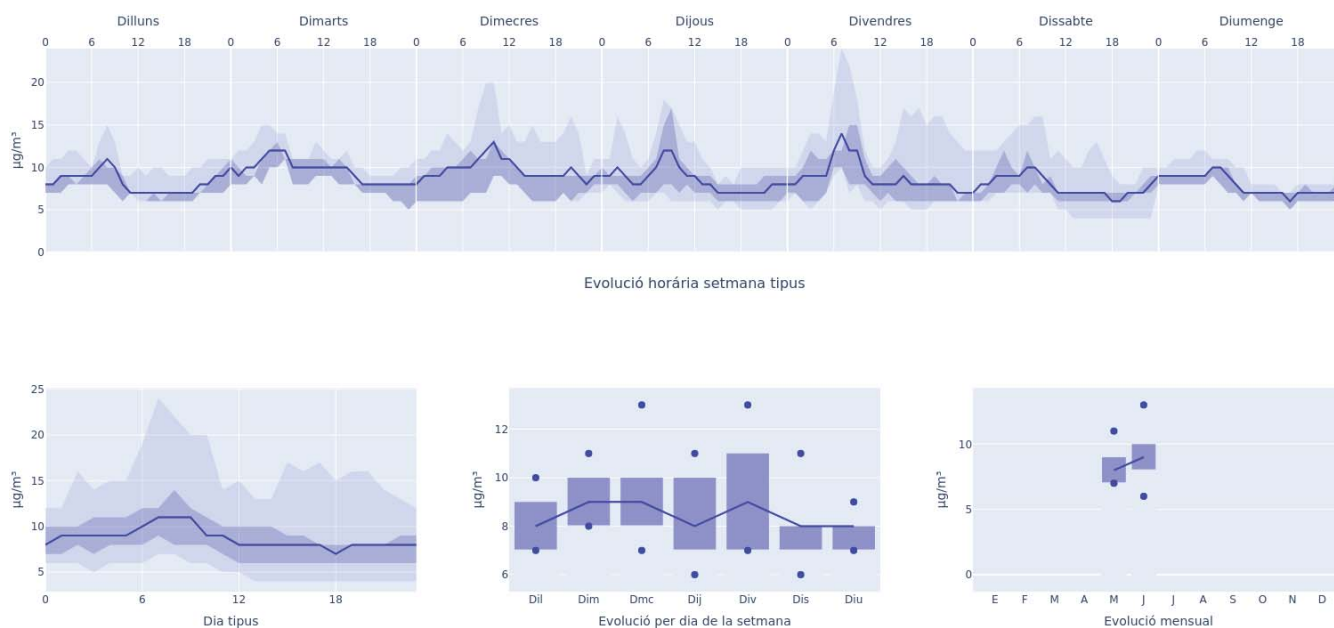 Dilluns Dimarts Dimecres Dijous Divendres Dissabte Diumenge
0 6 12 18 0 6 12 18 0 6 12 18 0 6 12 18 0 6 12 18 0 6 12 18 0 6 12 18
20
15
10
5
0
µg/m³
Evolució horária setmana tipus
25
20
15
10
5
µg/m³
0 6 12 18
Dia tipus
12
10
8
6
µg/m³
Dil Dim Dmc Dij Div Dis Diu
Evolució per dia de la setmana
10
5
0
µg/m³
E F M A M J J A S O N D
Evolució mensual